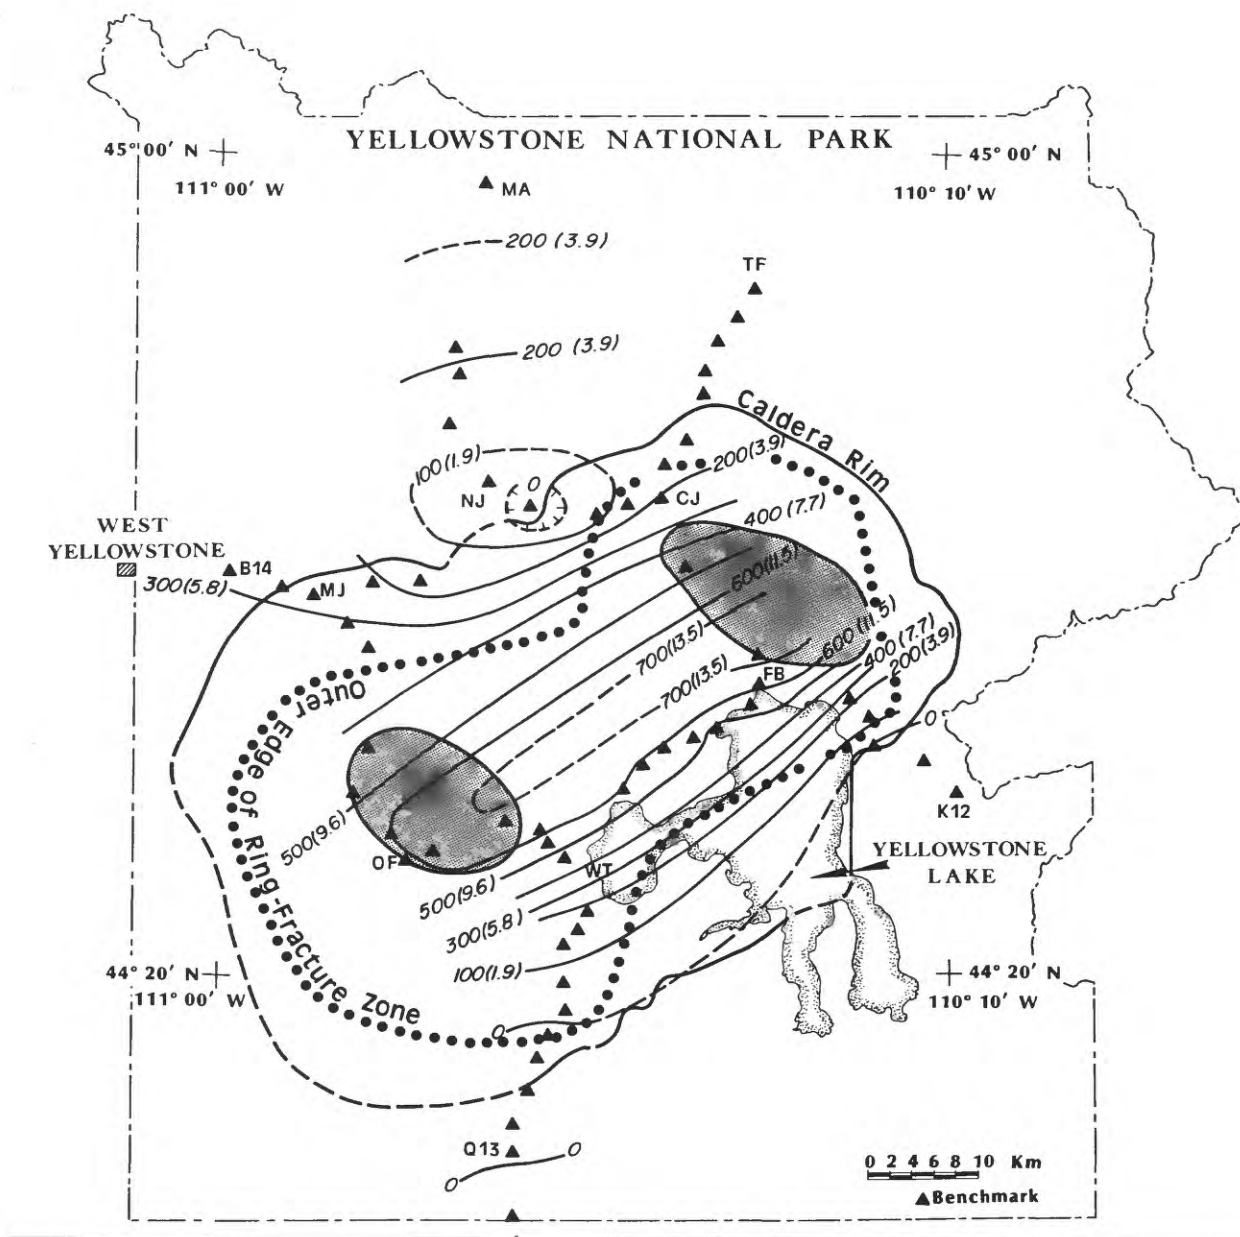 YELLOWSTONE NATIONAL PARK
45° 00' N
45° 00' N
111° 00' W
110° 10' W
MA
200 (3.9)
TF
200 (3.9)
Caldera Rim
100(1.9)
200(3.9)
0
NJ
CJ
400 (7.7)
WEST
YELLOWSTONE
B14
300(5.8)
MJ
600(11.5)
600 (11.5)
400(7.7)
200(3.9)
700(13.5)
700(13.5)
FB
Outer Edge of Ring-Fracture Zone
0
500(9.6)
OF
K12
WT
YELLOWSTONE
LAKE
500(9.6)
300(5.8)
100(1.9)
44° 20' N
44° 20' N
111° 00' W
110° 10' W
0
Q13
0
0
0 2 4 6 8 10 Km
Benchmark